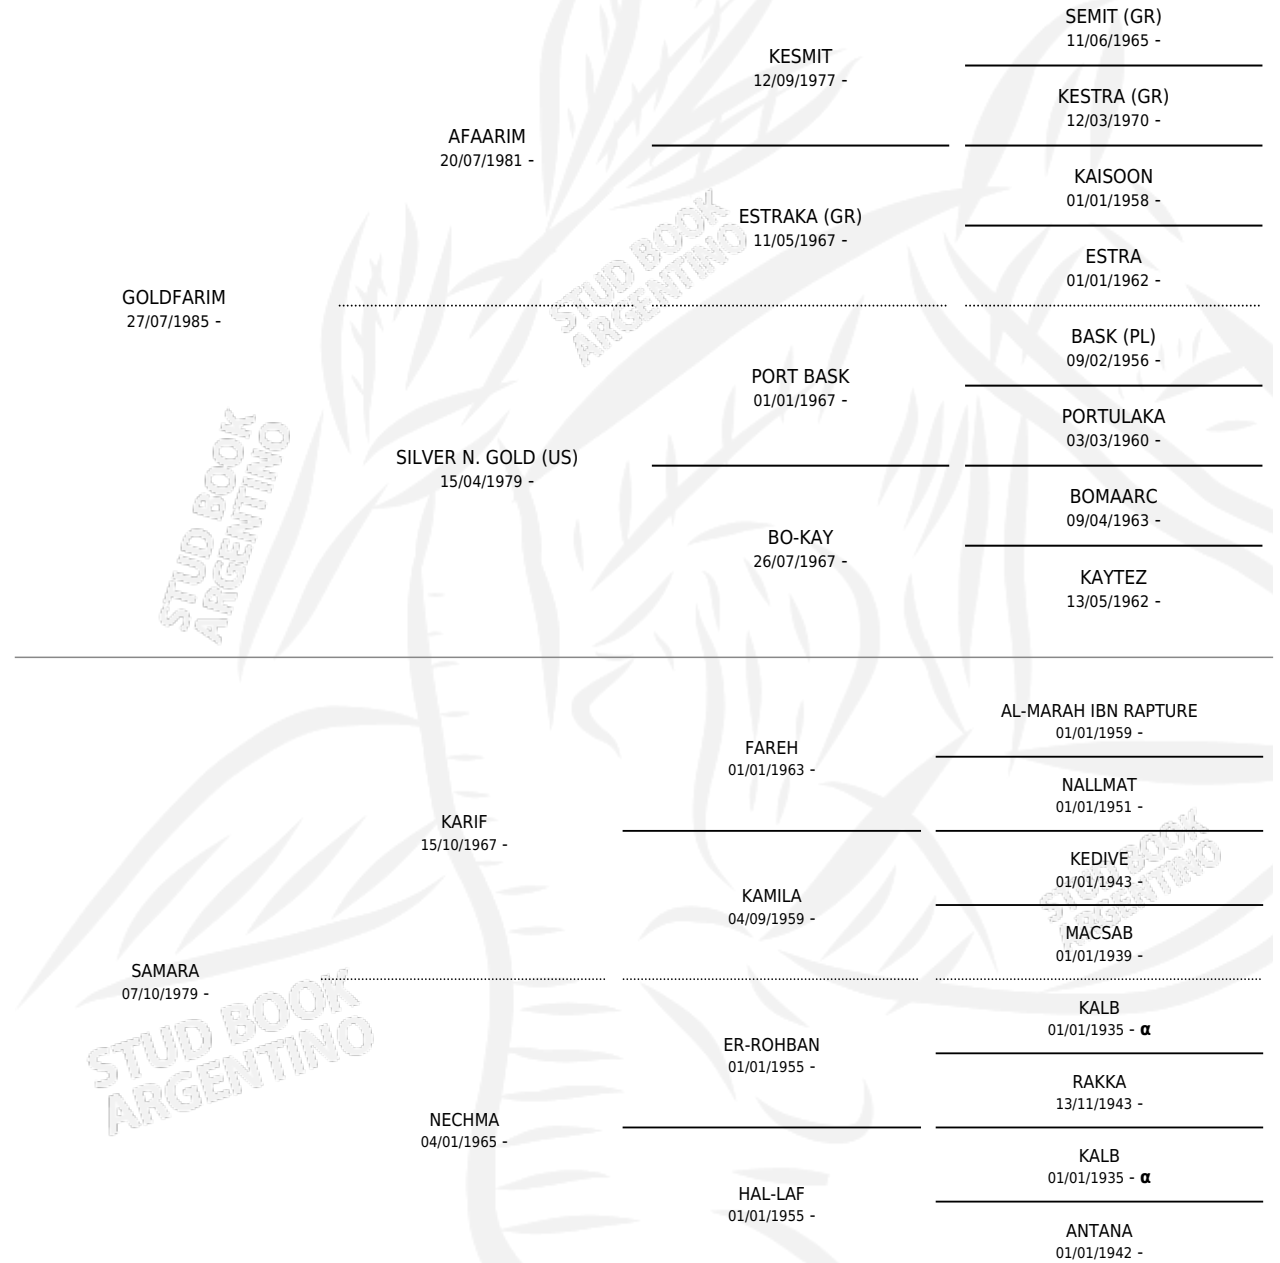 SEMIT (GR)
11/06/1965 -
KESMIT
12/09/1977 -
KESTRA (GR)
12/03/1970 -
AFAARIM
20/07/1981 -
KAISOON
01/01/1958 -
ESTRAKA (GR)
11/05/1967 -
ESTRA
01/01/1962 -
GOLDFARIM
27/07/1985 -
BASK (PL)
09/02/1956 -
PORT BASK
01/01/1967 -
PORTULAKA
03/03/1960 -
SILVER N. GOLD (US)
15/04/1979 -
BOMAARC
09/04/1963 -
BO-KAY
26/07/1967 -
KAYTEZ
13/05/1962 -
AL-MARAH IBN RAPTURE
01/01/1959 -
FAREH
01/01/1963 -
NALLMAT
01/01/1951 -
KARIF
15/10/1967 -
KEDIVE
01/01/1943 -
KAMILA
04/09/1959 -
MACSAB
01/01/1939 -
SAMARA
07/10/1979 -
KALB
01/01/1935 - α
ER-ROHBAN
01/01/1955 -
RAKKA
13/11/1943 -
NECHMA
04/01/1965 -
KALB
01/01/1935 - α
HAL-LAF
01/01/1955 -
ANTANA
01/01/1942 -
STUD BOOK
ARGENTINO
STUD BOOK
ARGENTINO
STUD BOOK
ARGENTINO
STUD BOOK
ARGENTINO